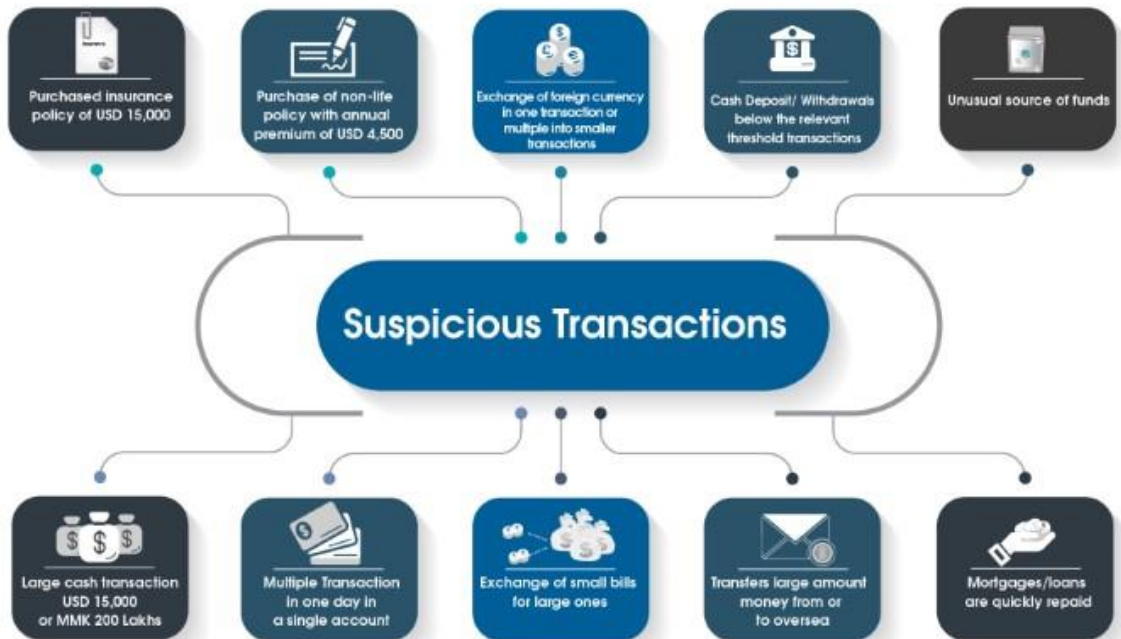 Purchased insurance
policy of USD 15,000
Purchase of non-life
policy with annual
premium of USD 4,500
Exchange of foreign currency
in one transaction or
multiple into smaller
transactions
Cash Deposit/ Withdrawals
below the relevant
threshold transactions
Unusual source of funds
Suspicious Transactions
Large cash transaction
USD 15,000
or MMK 200 Lakhs
Multiple Transaction
in one day in
a single account
Exchange of small bills
for large ones
Transfers large amount
money from or
to oversea
Mortgages/loans
are quickly repaid